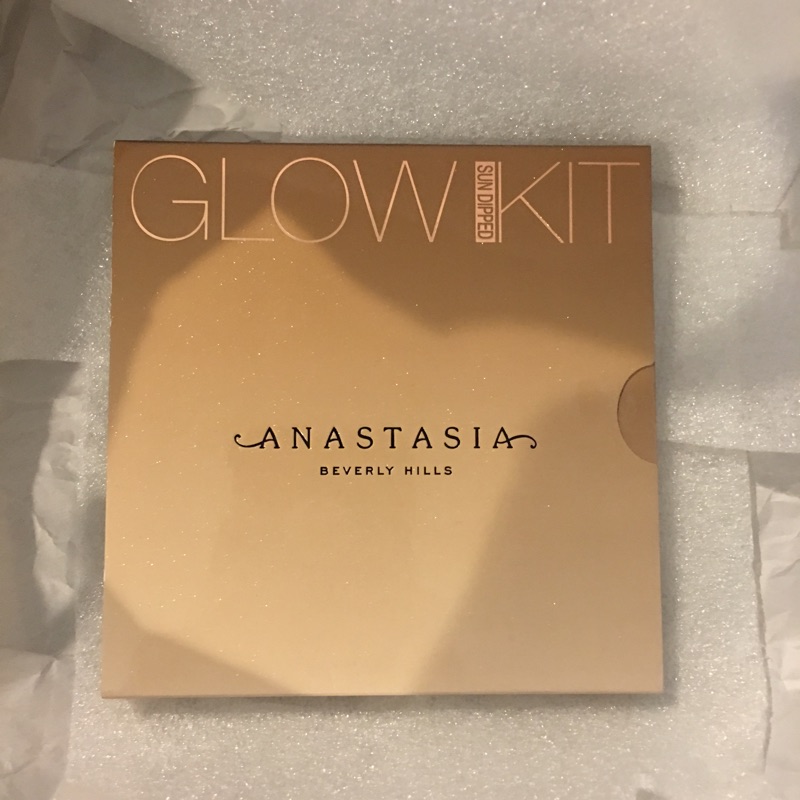 GLOW SUN DIPPED KIT
ANASTASIA
BEVERLY HILLS